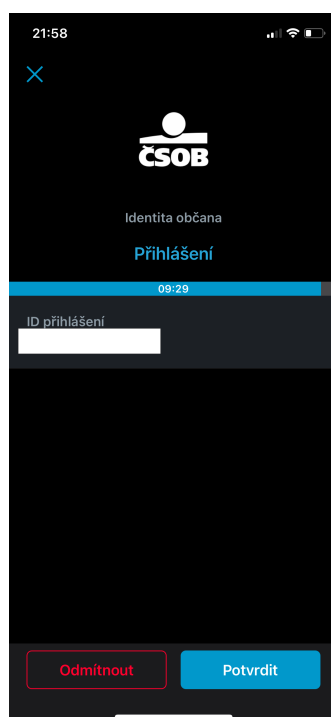 21:58
ČSOB
Identita občana
Přihlášení
09:29
ID přihlášení
Odmítnout
Potvrdit